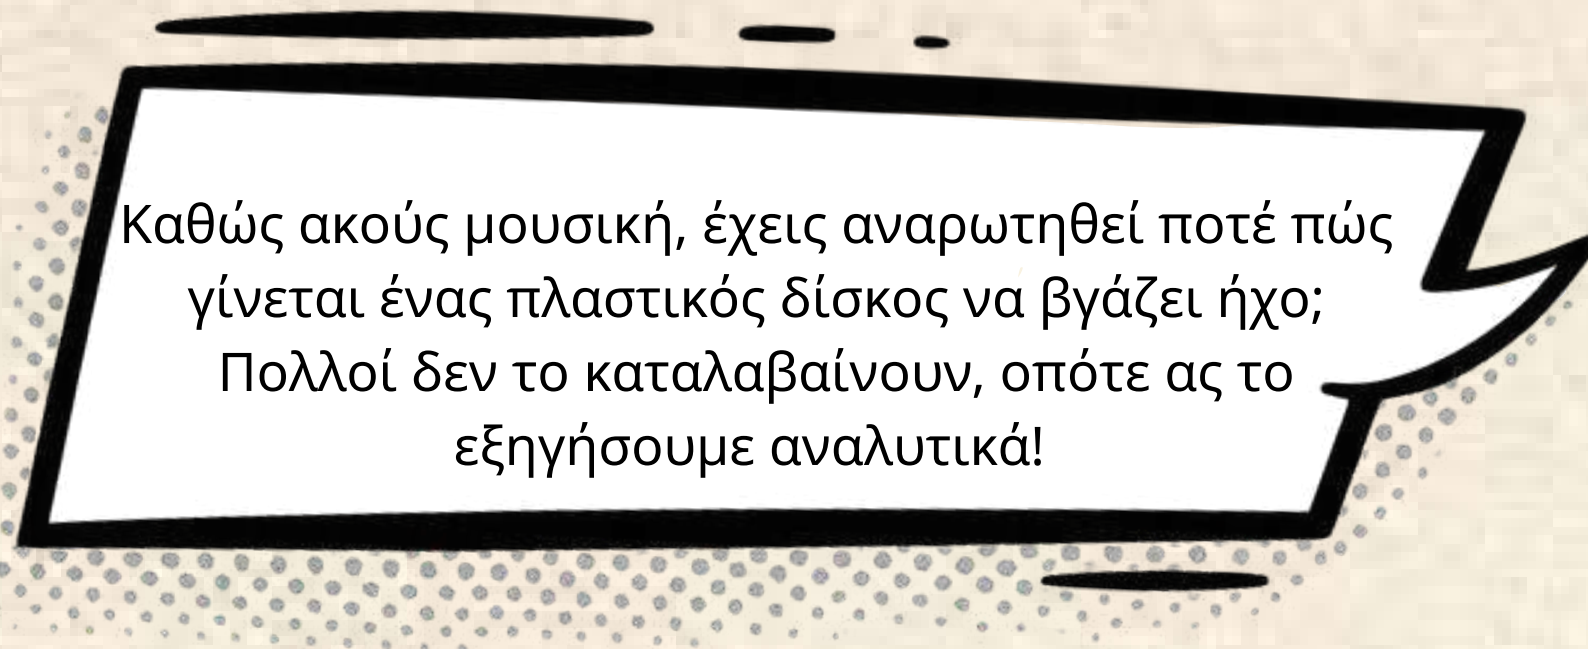 Καθώς ακούς μουσική, έχεις αναρωτηθεί ποτέ πώς
γίνεται ένας πλαστικός δίσκος να βγάζει ήχο;
Πολλοί δεν το καταλαβαίνουν, οπότε ας το
εξηγήσουμε αναλυτικά!